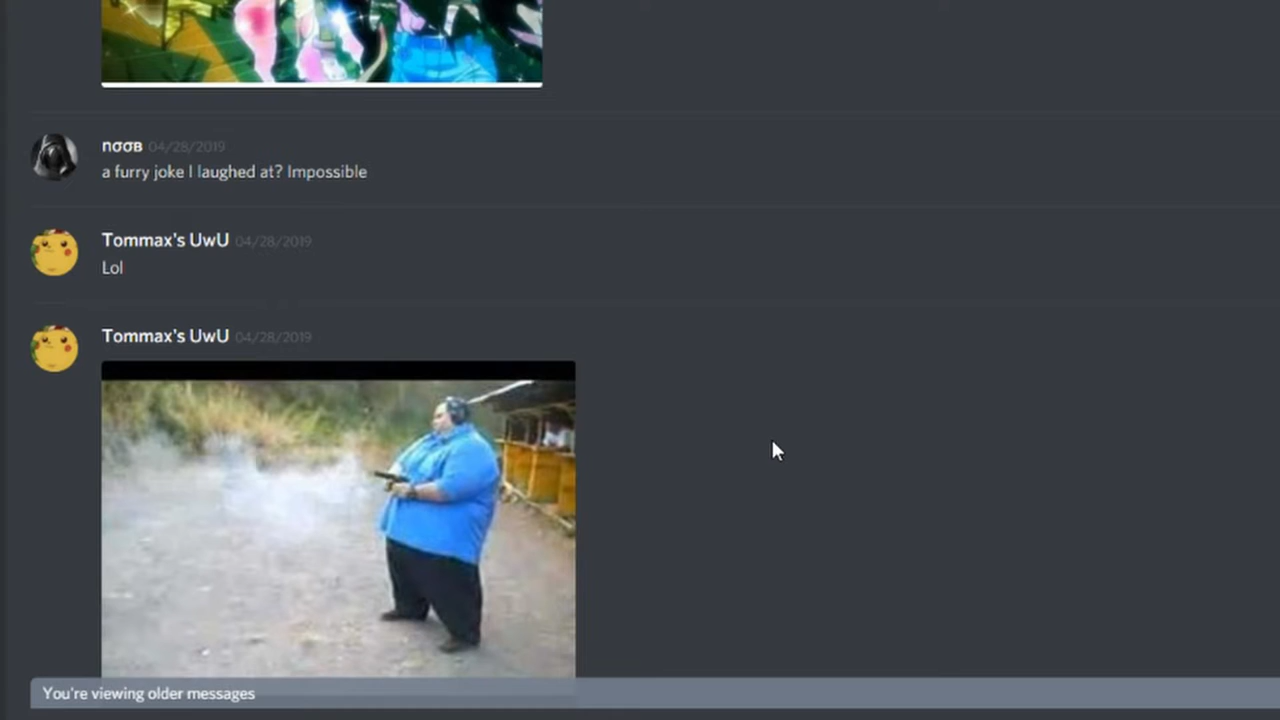 nσσв 04/28/2019
a furry joke I laughed at? Impossible
Tommax's UwU 04/28/2019
Lol
Tommax's UwU 04/28/2019
You're viewing older messages